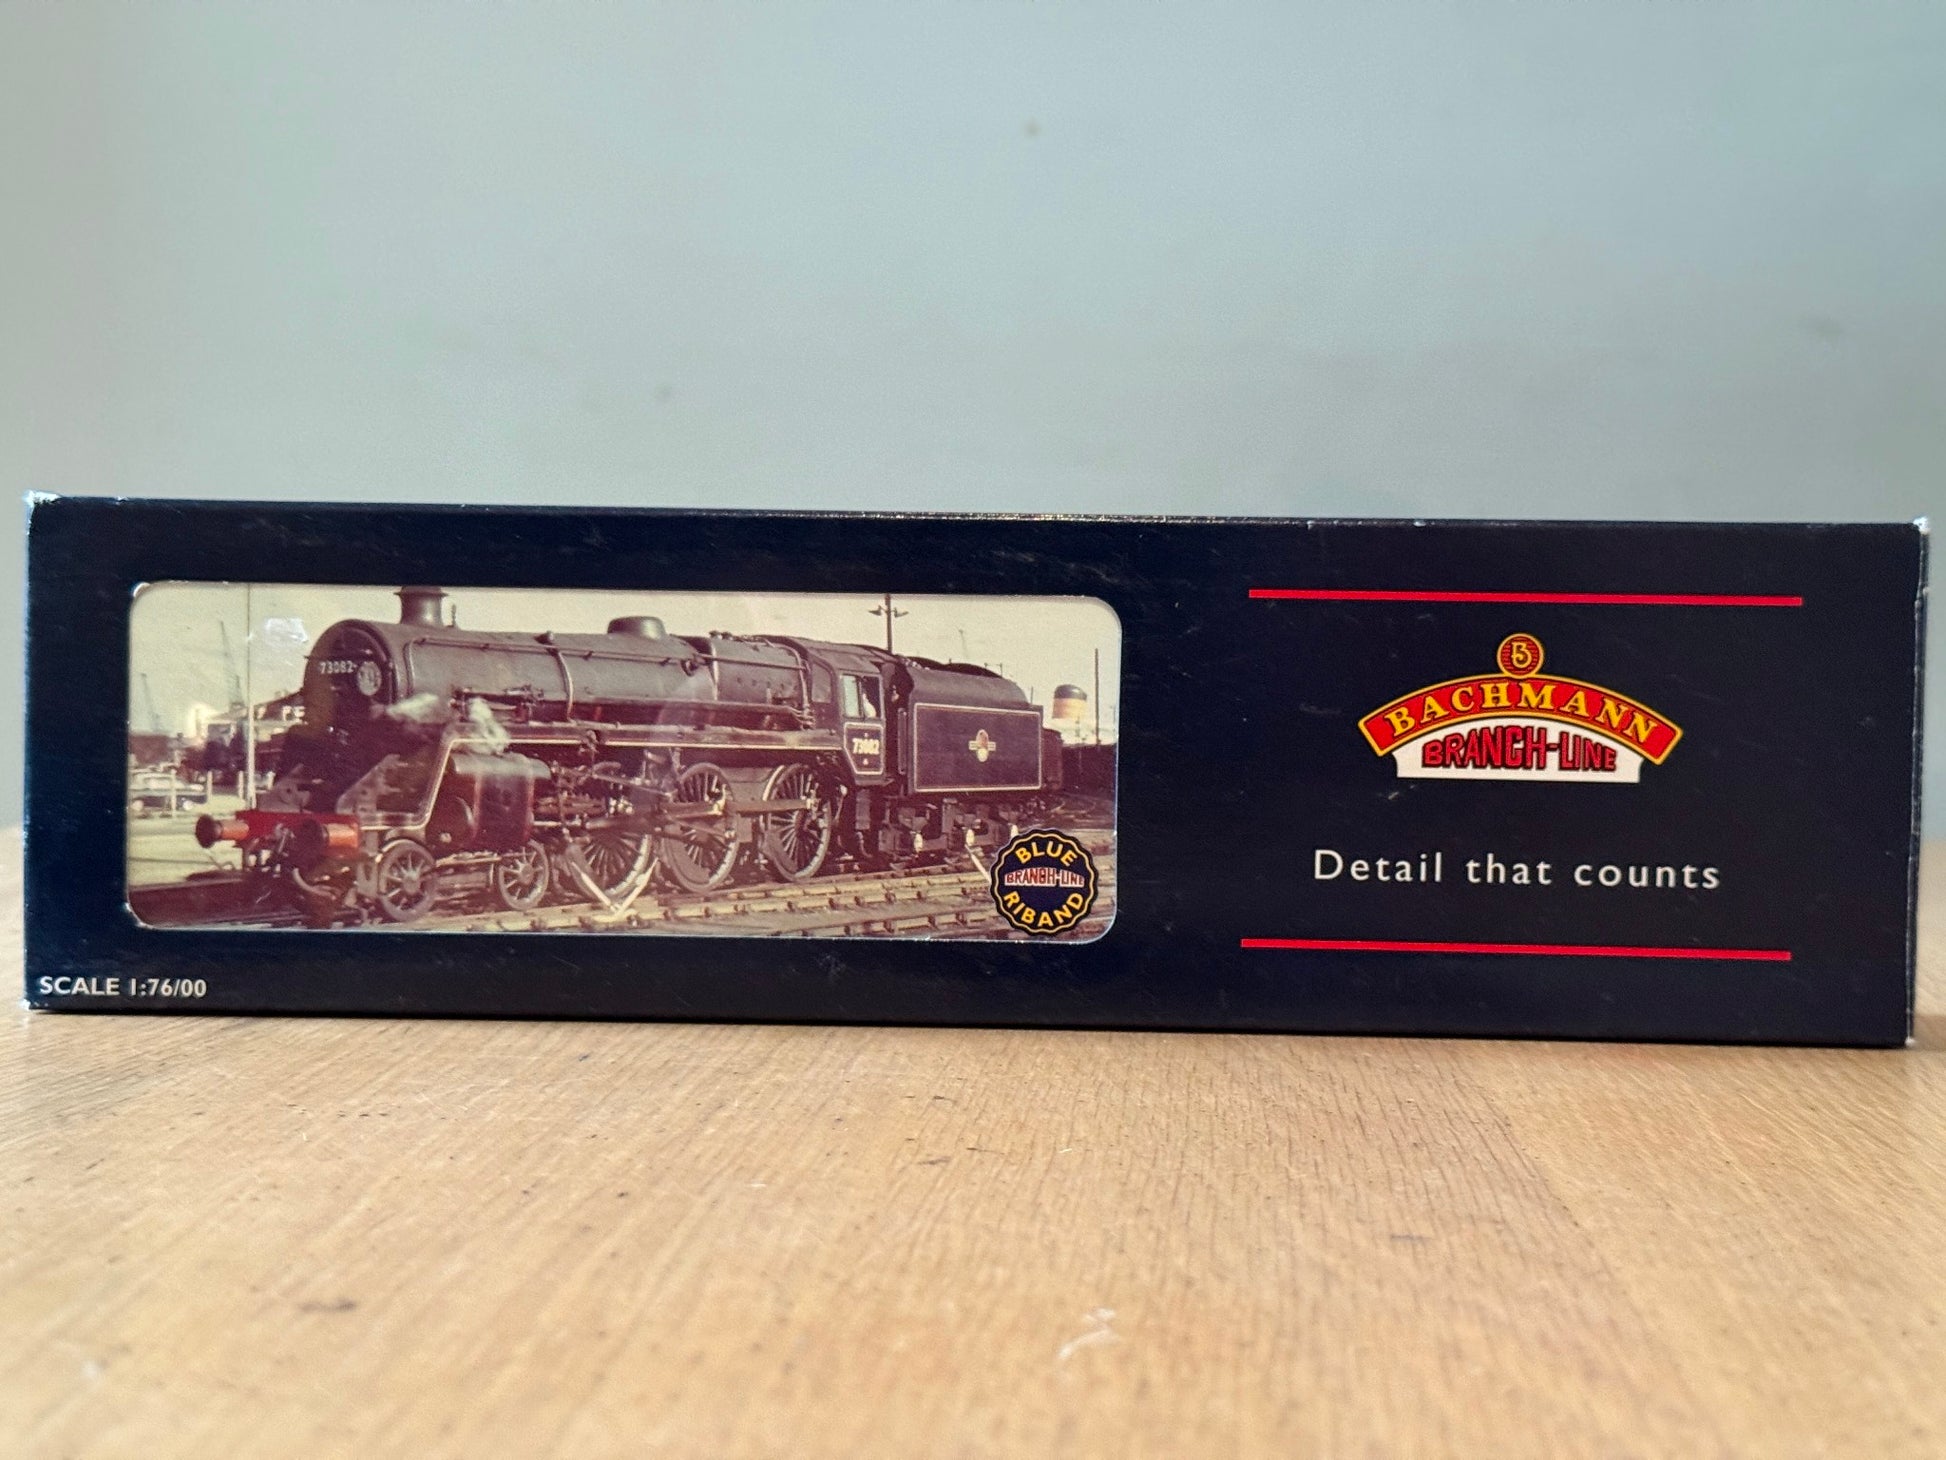 73082
73082
BLUE
BRANCH-LINE
RIBAND
SCALE 1:76/00
B
BACHMANN
BRANCH-LINE
Detail that counts